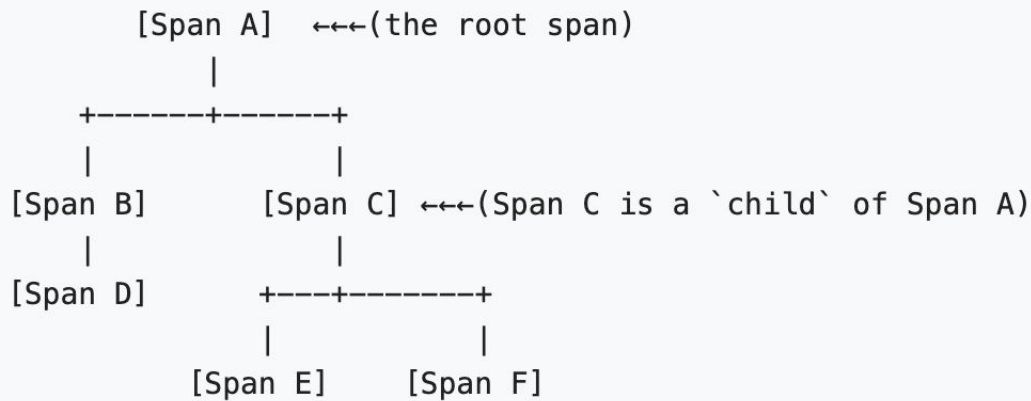 [Span A]  ←←←(the root span)
            |
     +------+------+
     |             |
[Span B]      [Span C] ←←←(Span C is a `child` of Span A)
     |             |
[Span D]      +---+-------+
              |           |
          [Span E]    [Span F]